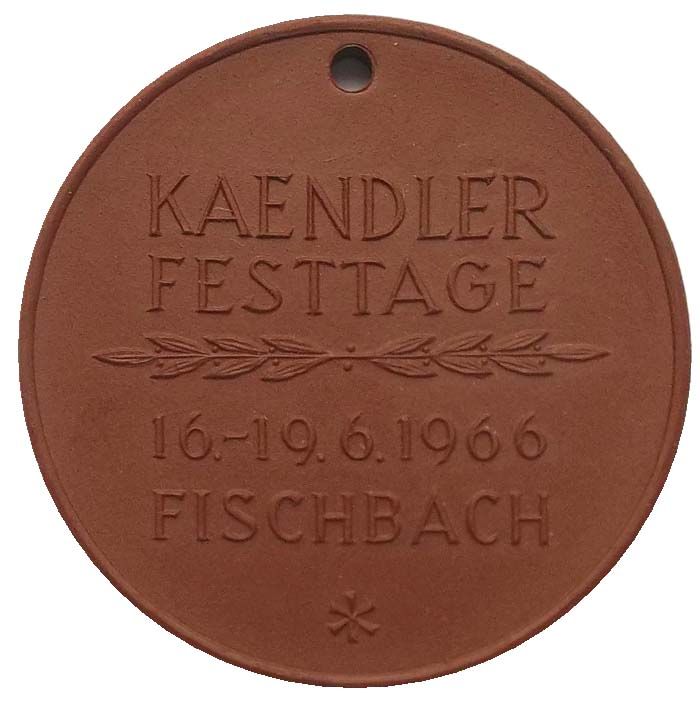 KAENDLER
FESTTAGE
16.-19.6.1966
FISCHBACH